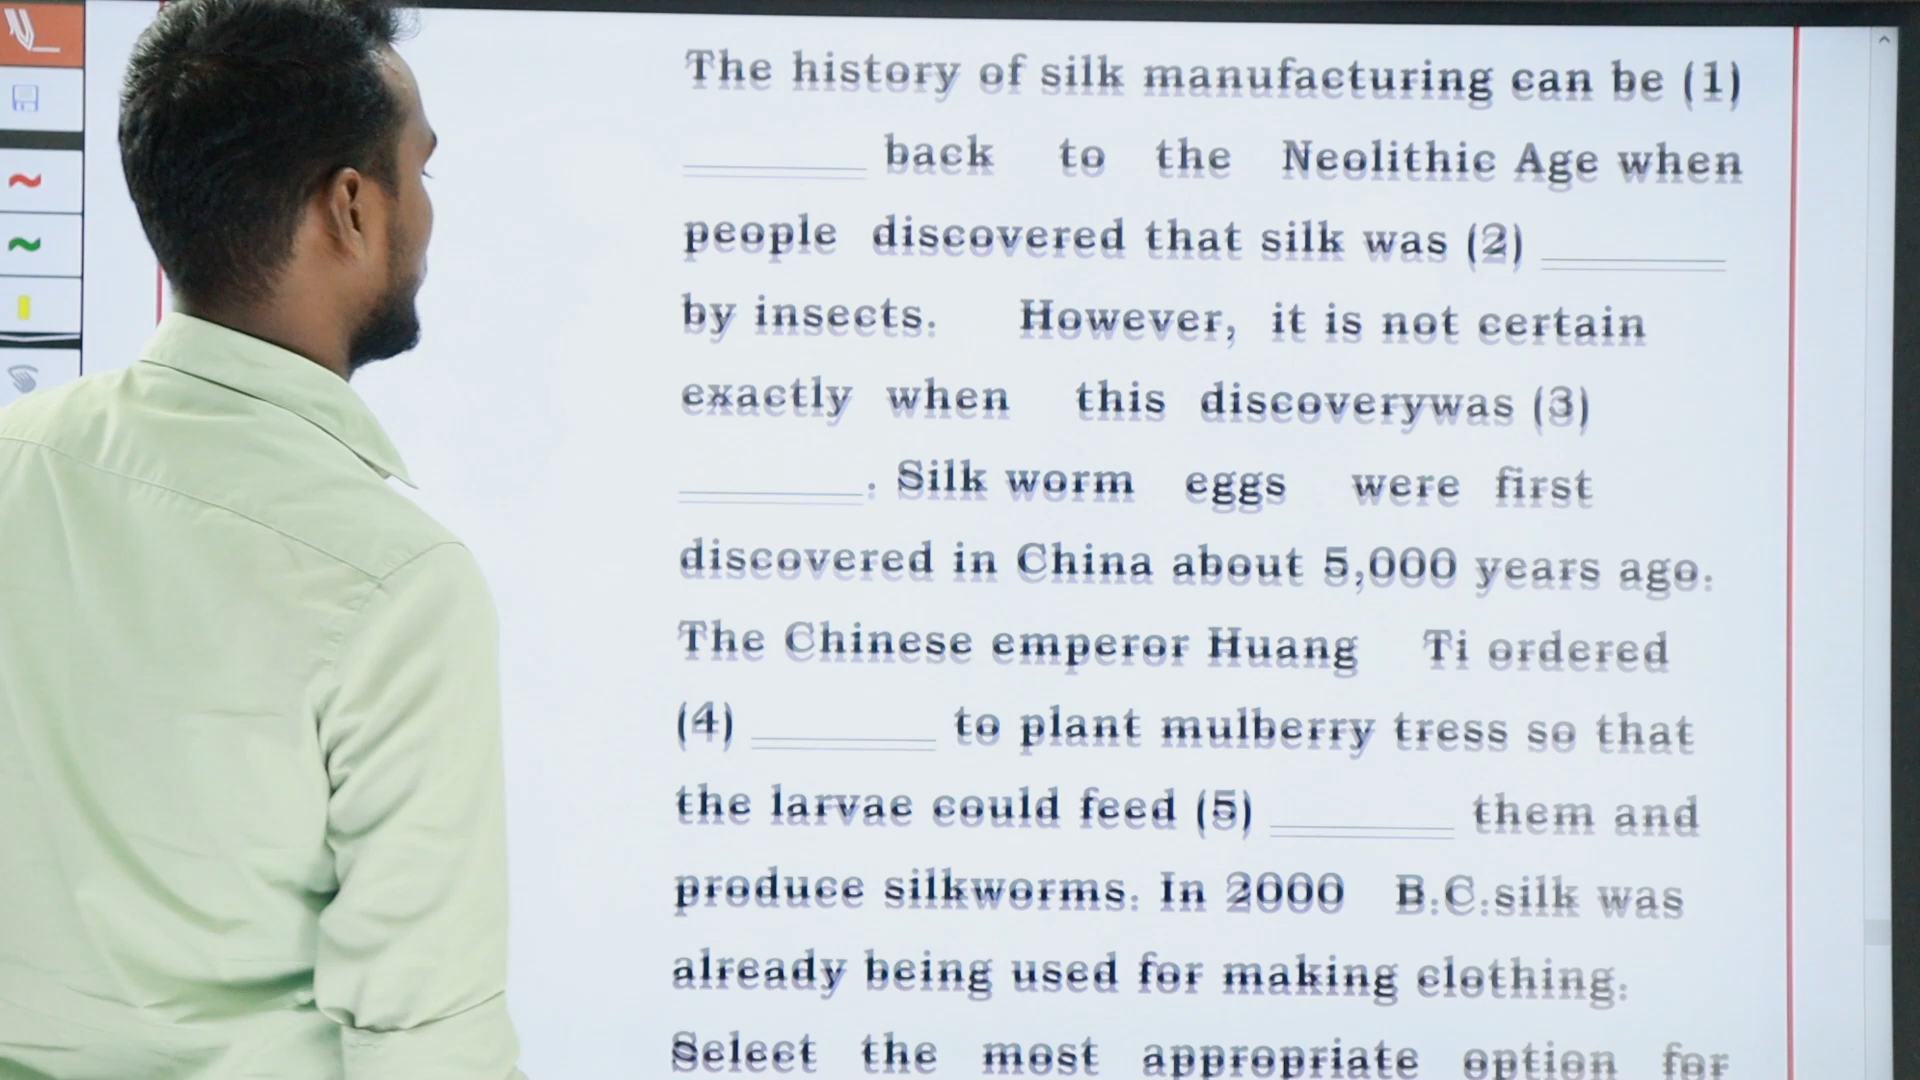 The history of silk manufacturing can be (1)
________ back to the Neolithic Age when
people discovered that silk was (2) ________
by insects. However, it is not certain
exactly when this discoverywas (3)
________. Silk worm eggs were first
discovered in China about 5,000 years ago.
The Chinese emperor Huang Ti ordered
(4) ________ to plant mulberry tress so that
the larvae could feed (5) ________ them and
produce silkworms. In 2000 B.C.silk was
already being used for making clothing.
Select the most appropriate option for